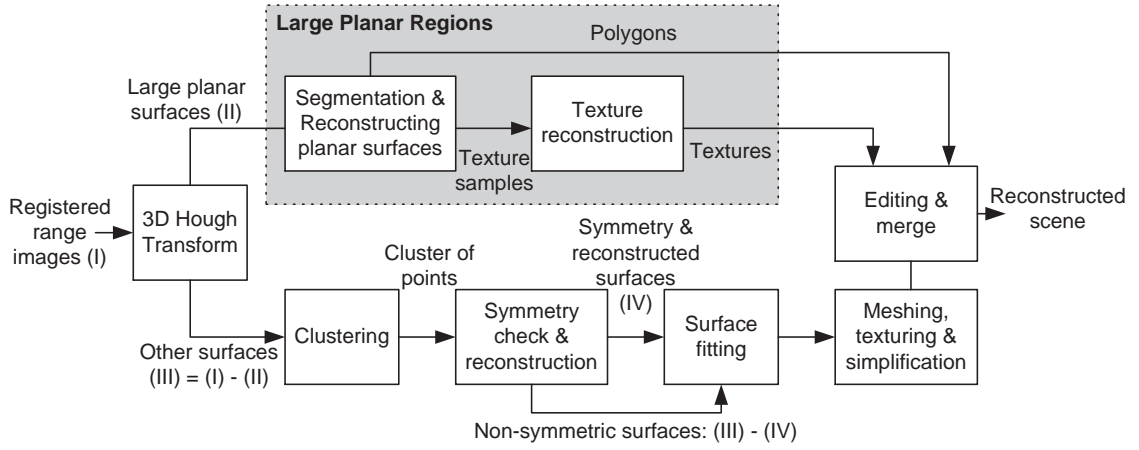 Large Planar Regions
Polygons
Large planar
surfaces (II)
Segmentation &
Reconstructing
planar surfaces
Texture
samples
Texture
reconstruction
Textures
Registered
range
images (I)
3D Hough
Transform
Editing &
merge
Reconstructed
scene
Other surfaces
(III) = (I) - (II)
Clustering
Cluster of
points
Symmetry
check &
reconstruction
Symmetry &
reconstructed
surfaces
(IV)
Surface
fitting
Meshing,
texturing &
simplification
Non-symmetric surfaces: (III) - (IV)